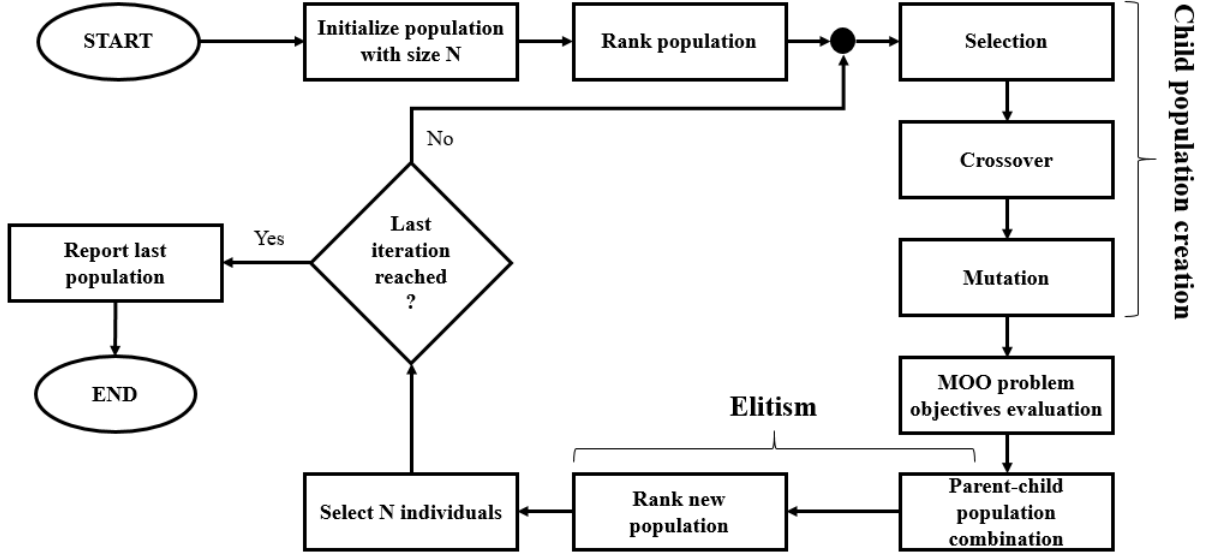 START
Initialize population
with size N
Rank population
Selection
Child population creation
Crossover
Mutation
No
Last
iteration
reached
?
Yes
Report last
population
END
MOO problem
objectives evaluation
Elitism
Parent-child
population
combination
Rank new
population
Select N individuals